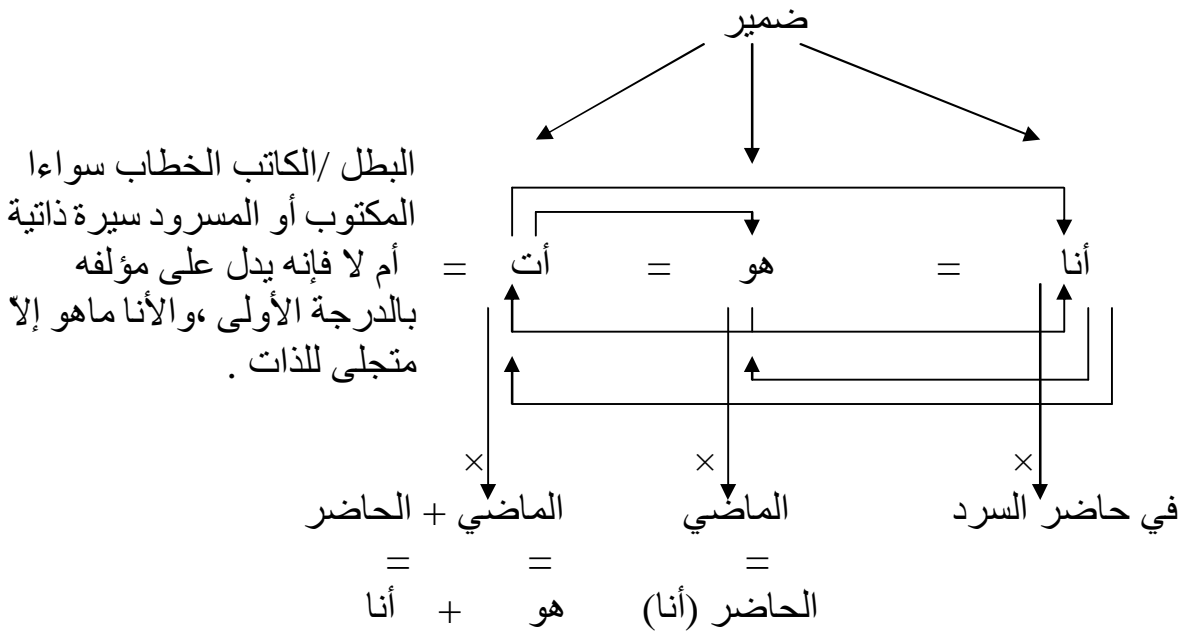 ضمير
البطل /الكاتب الخطاب سواءا
المكتوب أو المسرود سيرة ذاتية
أم لا فإنه يدل على مؤلفه
بالدرجة الأولى ،والأنا ماهو إلاّ
متجلى للذات .
أنا = هو = أت =
× × ×
في حاضر السرد الماضي الماضي + الحاضر
= = =
الحاضر (أنا) هو + أنا